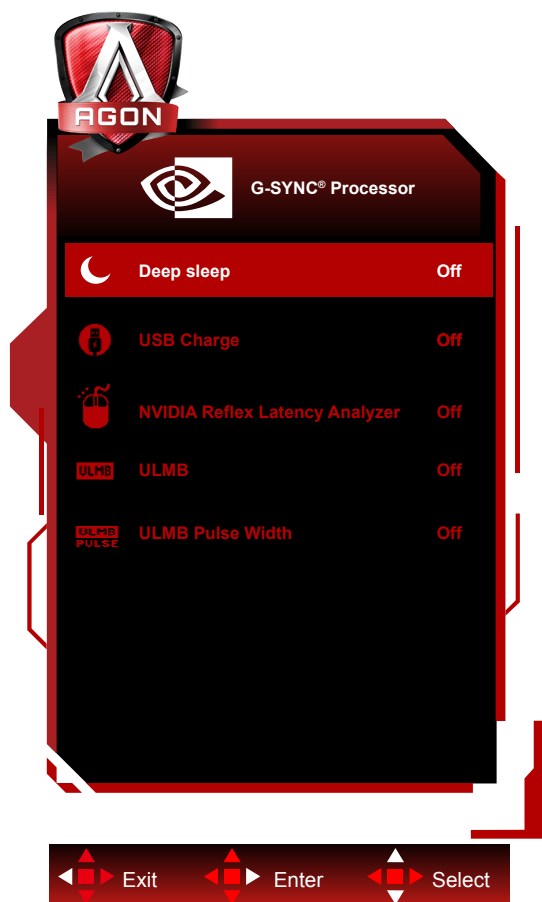 AGON
G-SYNC® Processor
Deep sleep Off
USB Charge Off
NVIDIA Reflex Latency Analyzer Off
ULMB ULMB Off
ULMB PULSE ULMB Pulse Width Off
Exit Enter Select